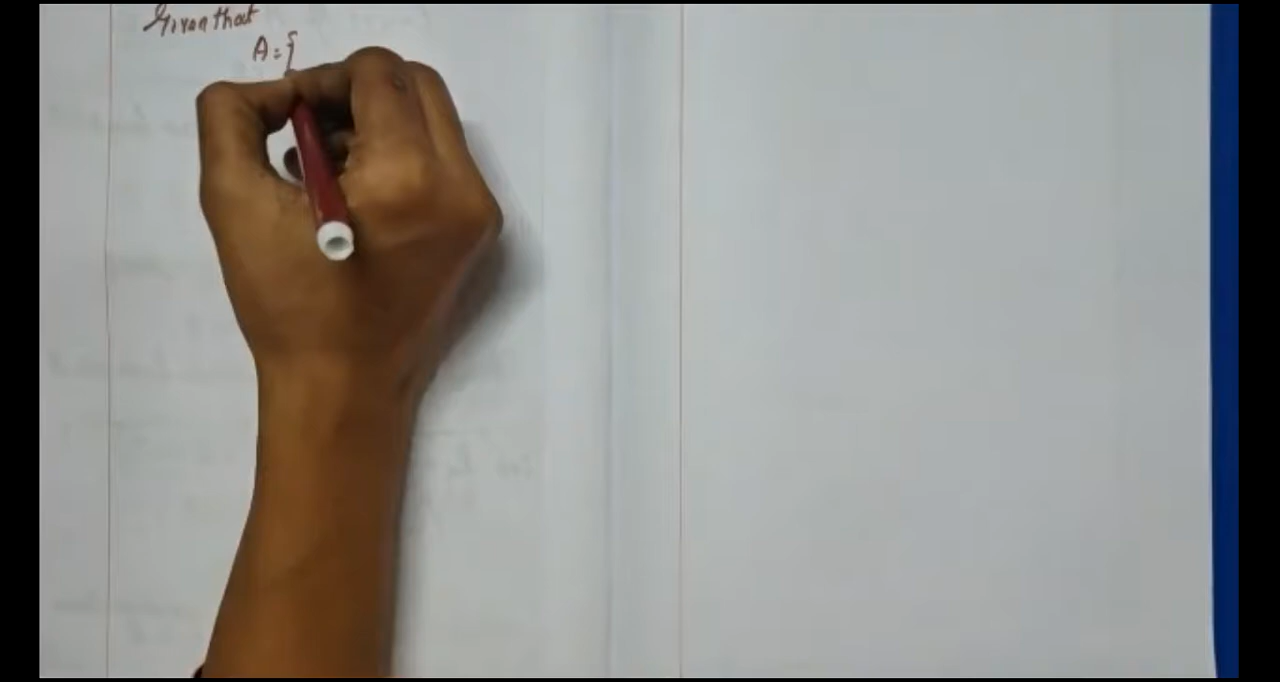 Given that
A = {